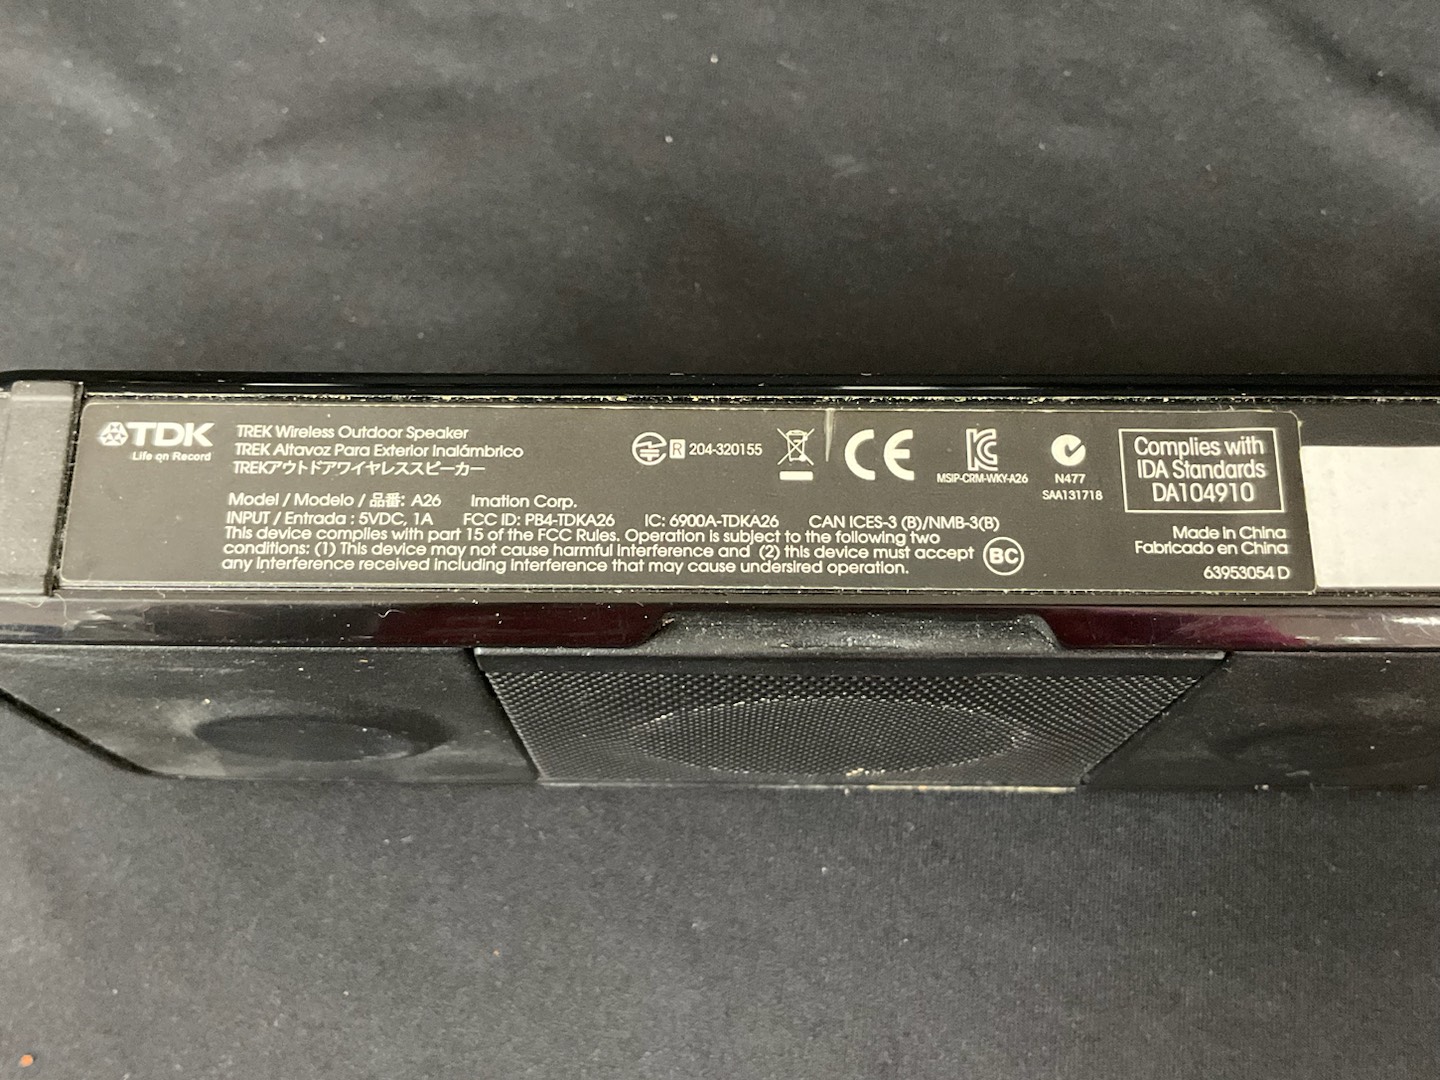 TDK
Life on Record
TREK Wireless Outdoor Speaker
TREK Altavoz Para Exterior Inalámbrico
TREKアウトドアワイヤレススピーカー
Model / Modelo / 品番: A26 Imation Corp.
INPUT / Entrada : 5VDC, 1A FCC ID: PB4-TDKA26 IC: 6900A-TDKA26 CAN ICES-3 (B)/NMB-3(B)
This device complies with part 15 of the FCC Rules. Operation is subject to the following two
conditions: (1) This device may not cause harmful interference and (2) this device must accept
any interference received including interference that may cause undersired operation.
R 204-320155
CE
MSIP-CRM-WKY-A26
N477
SAA131718
BC
Complies with
IDA Standards
DA104910
Made in China
Fabricado en China
63953054 D